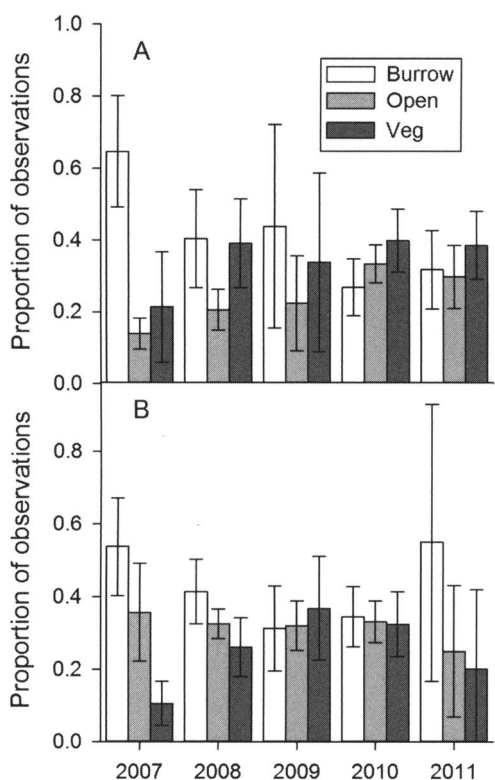 1.0
A
Burrow
Open
Veg
0.8
0.6
0.4
0.2
0.0
Proportion of observations
B
0.8
0.6
0.4
0.2
0.0
Proportion of observations
2007 2008 2009 2010 2011